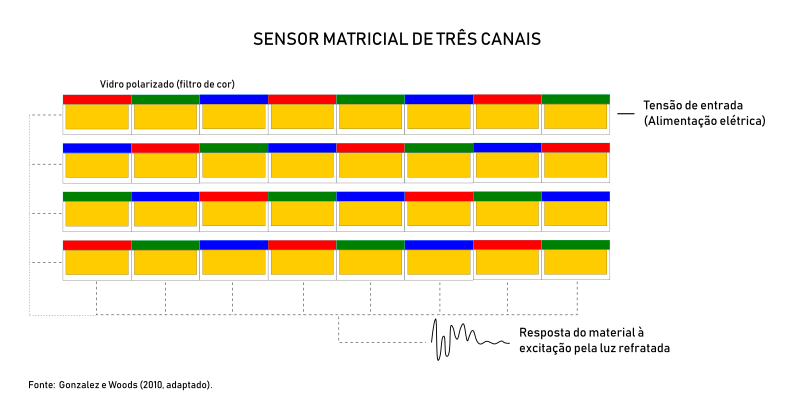 SENSOR MATRICIAL DE TRÊS CANAIS
Vidro polarizado (filtro de cor)
Tensão de entrada
(Alimentação elétrica)
Resposta do material à
excitação pela luz refratada
Fonte: Gonzalez e Woods (2010, adaptado).